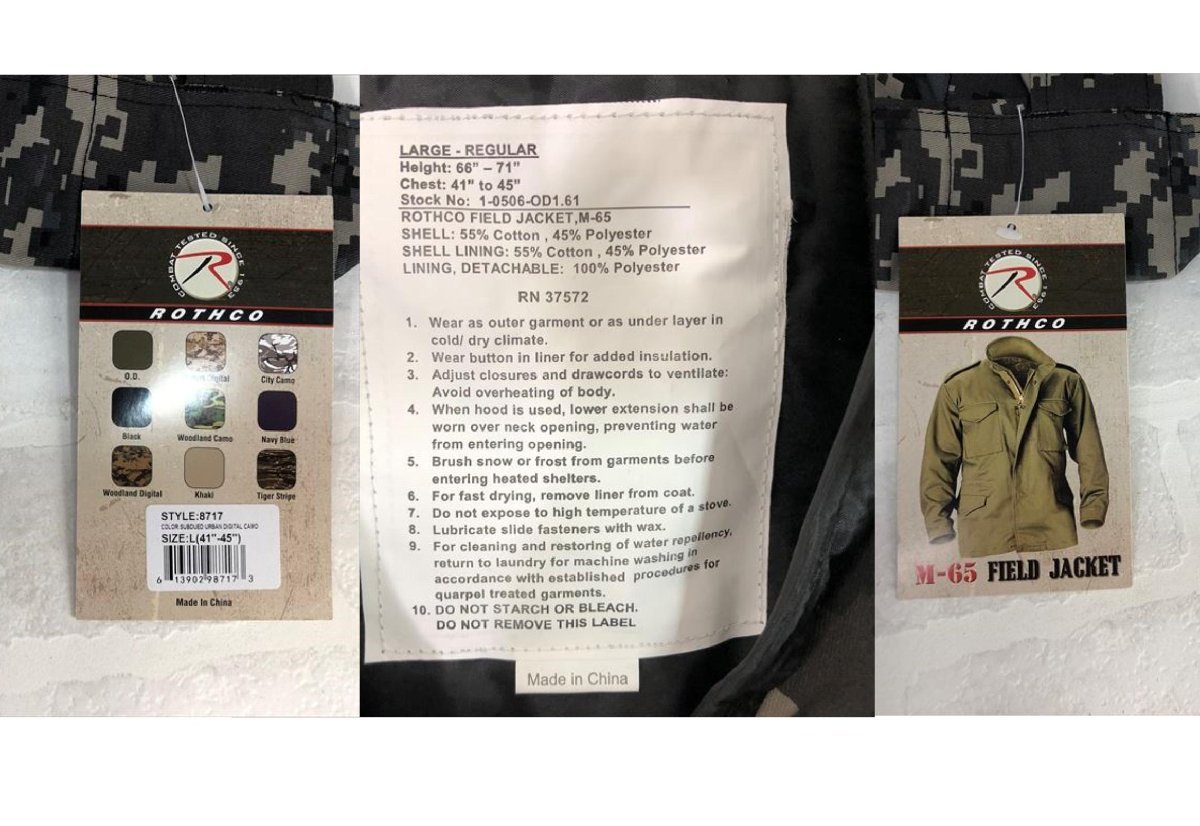 COMBAT TESTED SINCE 1953
R
ROTHCO
O.D.
Digital
City Camo
Black
Woodland Camo
Navy Blue
Woodland Digital
Khaki
Tiger Stripe
STYLE:8717
COLOR: SUBDUED URBAN DIGITAL CAMO
SIZE:L(41"-45")
6 13902 98717 3
Made In China
LARGE - REGULAR
Height: 66" – 71"
Chest: 41" to 45"
Stock No: 1-0506-OD1.61
ROTHCO FIELD JACKET,M-65
SHELL: 55% Cotton , 45% Polyester
SHELL LINING: 55% Cotton , 45% Polyester
LINING, DETACHABLE: 100% Polyester
RN 37572
1. Wear as outer garment or as under layer in
cold/ dry climate.
2. Wear button in liner for added insulation.
3. Adjust closures and drawcords to ventilate:
Avoid overheating of body.
4. When hood is used, lower extension shall be
worn over neck opening, preventing water
from entering opening.
5. Brush snow or frost from garments before
entering heated shelters.
6. For fast drying, remove liner from coat.
7. Do not expose to high temperature of a stove.
8. Lubricate slide fasteners with wax.
9. For cleaning and restoring of water repellency,
return to laundry for machine washing in
accordance with established procedures for
quarpel treated garments.
10. DO NOT STARCH OR BLEACH.
DO NOT REMOVE THIS LABEL
Made in China
COMBAT TESTED SINCE 1953
R
ROTHCO
M-65 FIELD JACKET